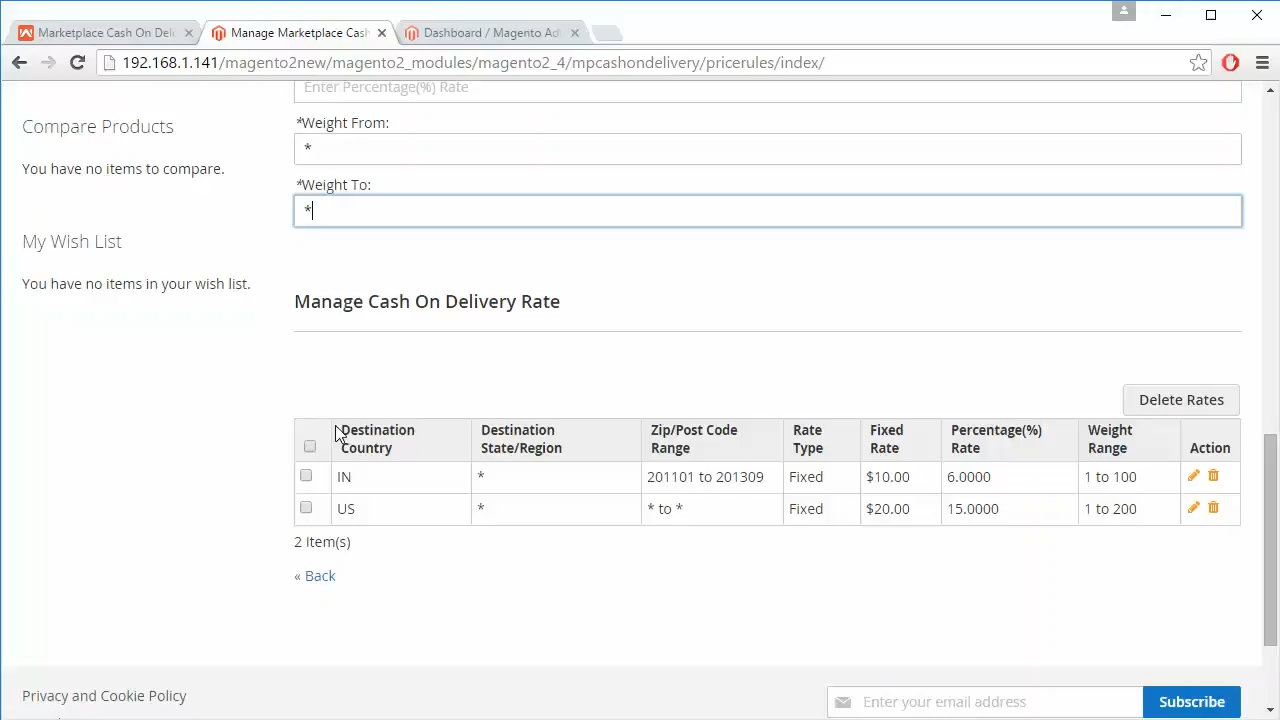 Marketplace Cash On Deli
Manage Marketplace Cash
Dashboard / Magento Ad
192.168.1.141/magento2new/magento2_modules/magento2_4/mpcashondelivery/pricerules/index/
Enter Percentage(%) Rate
Compare Products
*Weight From:
*
You have no items to compare.
*Weight To:
*
My Wish List
You have no items in your wish list.
Manage Cash On Delivery Rate
Delete Rates
Destination Country Destination State/Region Zip/Post Code Range Rate Type Fixed Rate Percentage(%) Rate Weight Range Action
IN * 201101 to 201309 Fixed $10.00 6.0000 1 to 100
US * * to * Fixed $20.00 15.0000 1 to 200
2 Item(s)
« Back
Privacy and Cookie Policy
Enter your email address
Subscribe